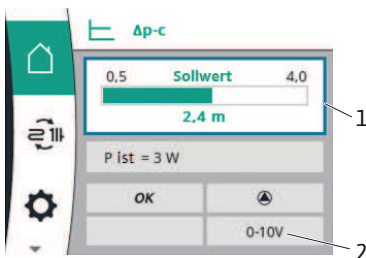 Δp-c
0,5 Sollwert 4,0
2,4 m
P ist = 3 W
OK
0-10V
1
2